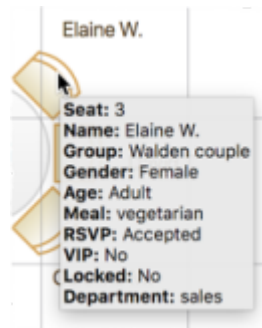 Elaine W.
Seat: 3
Name: Elaine W.
Group: Walden couple
Gender: Female
Age: Adult
Meal: vegetarian
RSVP: Accepted
VIP: No
Locked: No
Department: sales